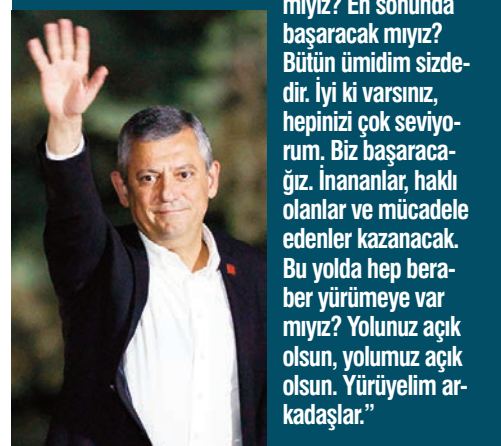 mıyız? En sonunda
başaracak mıyız?
Bütün ümidim sizde-
dir. İyi ki varsınız,
hepinizi çok seviyo-
rum. Biz başaraca-
ğız. İnananlar, haklı
olanlar ve mücadele
edenler kazanacak.
Bu yolda hep bera-
ber yürümeye var
mıyız? Yolunuz açık
olsun, yolumuz açık
olsun. Yürüyelim ar-
kadaşlar.”